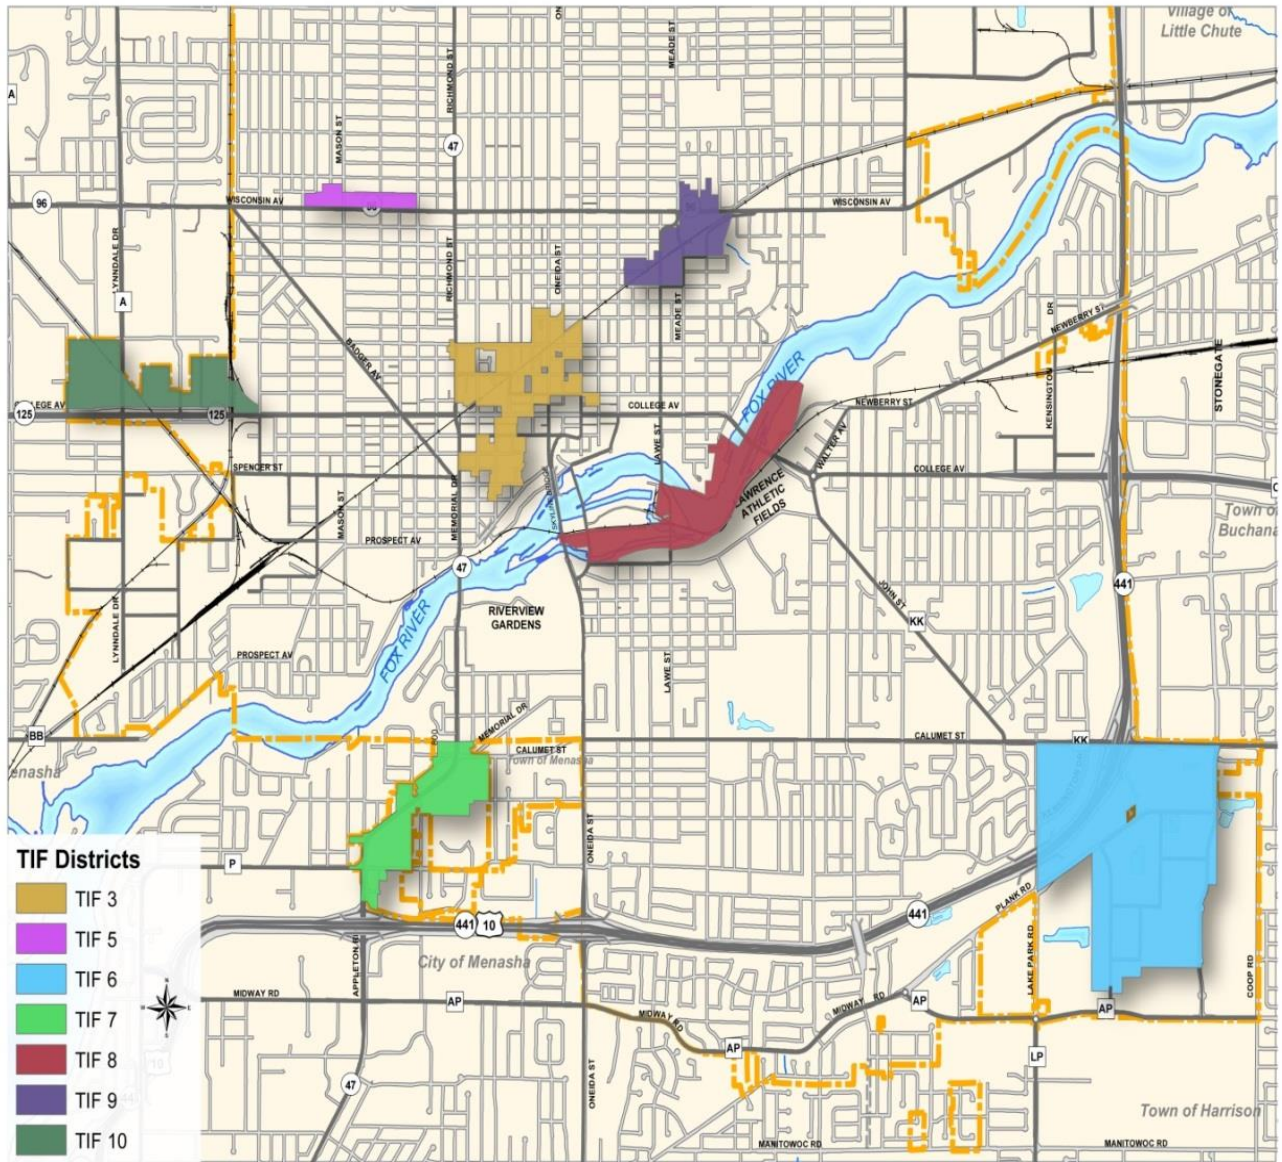 Village of
Little Chute
ON
MEADE ST
RICHMOND ST
A
MASON ST
47
96
WISCONSIN AV
WISCONSIN AV
LYNNDALE DR
RICHMOND ST
ONEIDA ST
A
MEADE ST
DR
NEWBERRY ST
BADGER AV
STONEGATE
FOX RIVER
KENSINGTON
125
LEGE AV
125
COLLEGE AV
NEWBERRY ST
LAWE ST
WALTER AV
SPENCER ST
COLLEGE AV
MASON ST
MEMORIAL DR
LAWRENCE
ATHLETIC
FIELDS
Town of
Buchana
PROSPECT AV
47
441
LYNNDALE DR
FOX RIVER
RIVERVIEW
GARDENS
JOHN ST
KK
PROSPECT AV
LAWE ST
BB
MEMORIAL DR
CALUMET ST
Town of Menasha
CALUMET ST
KK
enasha
TIF Districts
TIF 3
TIF 5
TIF 6
TIF 7
TIF 8
TIF 9
TIF 10
P
ONEIDA ST
PLANK RD
441
10
441
LAKE PARK RD
COOP RD
City of Menasha
APPLETON R
MIDWAY RD
AP
MIDWAY RD
AP
MIDWAY RD
AP
AP
LP
47
ONEIDA ST
10
Town of Harrison
MANITOWOC RD
MANITOWOC RD